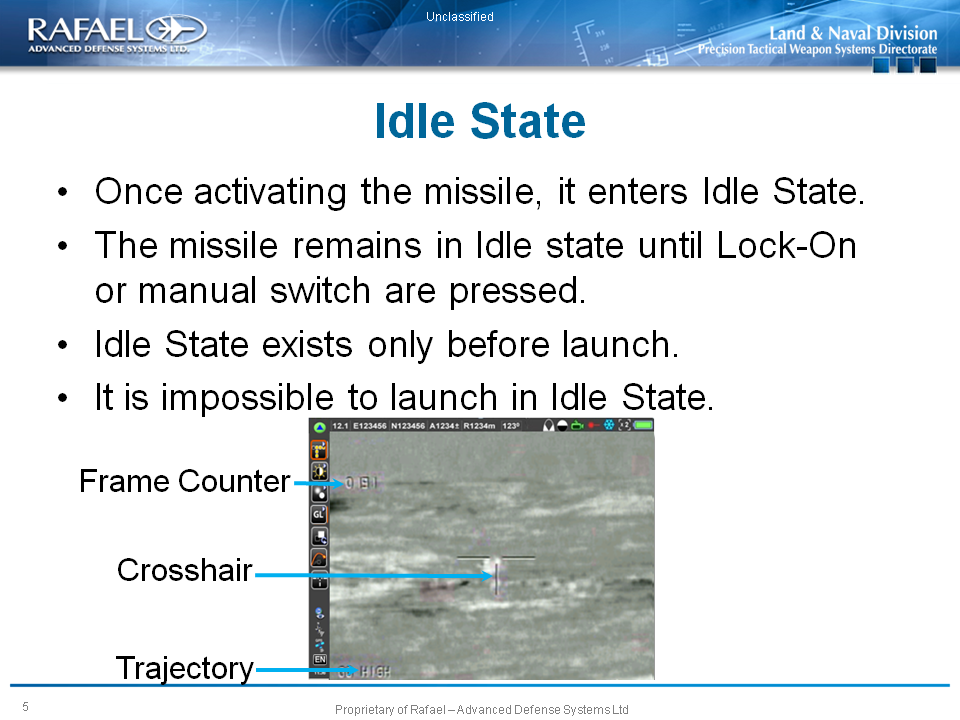 Unclassified
RAFAEL
ADVANCED DEFENSE SYSTEMS LTD.
Land & Naval Division
Precision Tactical Weapon Systems Directorate
Idle State
• Once activating the missile, it enters Idle State.
• The missile remains in Idle state until Lock-On
or manual switch are pressed.
• Idle State exists only before launch.
• It is impossible to launch in Idle State.
12.1 E123456 N123456 A1234± R1234m 123°
Frame Counter
GL
Crosshair
EN
Trajectory
HIGH
5
Proprietary of Rafael – Advanced Defense Systems Ltd